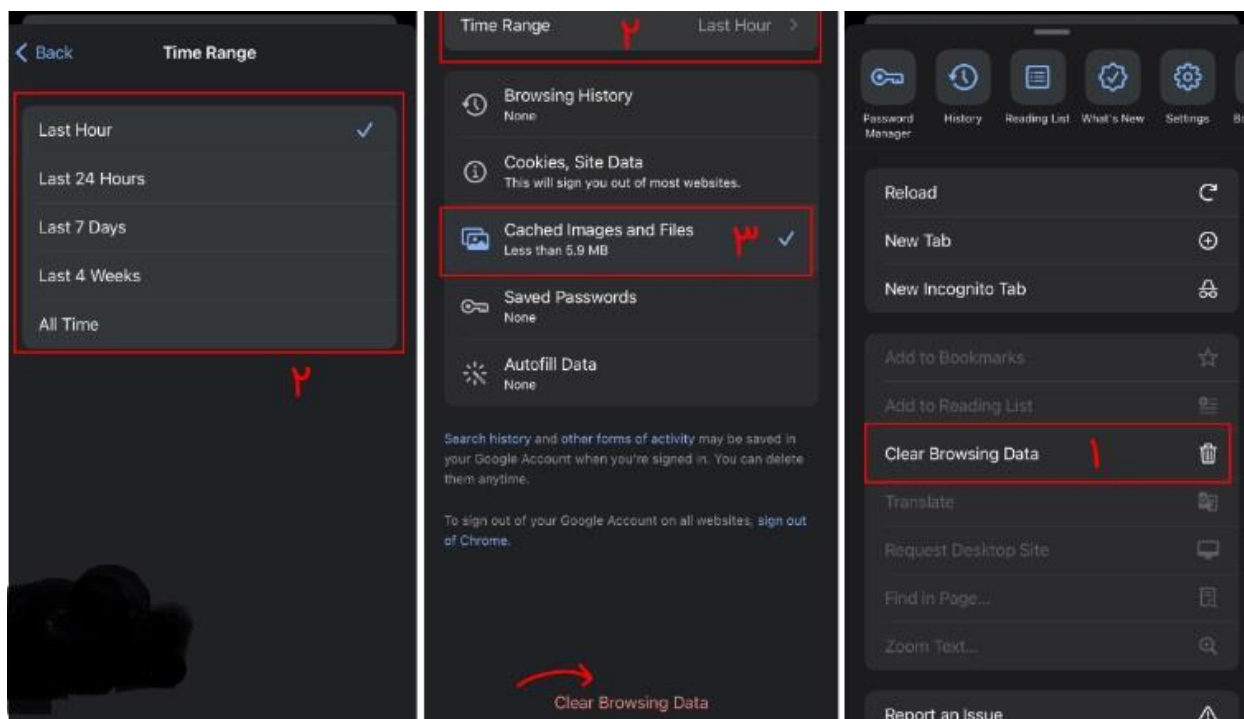 Back
Time Range
Last Hour
Last 24 Hours
Last 7 Days
Last 4 Weeks
All Time
٢
Time Range ٢ Last Hour
Browsing History
None
Cookies, Site Data
This will sign you out of most websites.
Cached Images and Files
٣
Less than 5.9 MB
Saved Passwords
None
Autofill Data
None
Search history and other forms of activity may be saved in
your Google Account when you're signed in. You can delete
them anytime.
To sign out of your Google Account on all websites, sign out
of Chrome.
Clear Browsing Data
Password Manager
History
Reading List
What's New
Settings
Reload
New Tab
New Incognito Tab
Add to Bookmarks
Add to Reading List
Clear Browsing Data ١
Translate
Request Desktop Site
Find in Page...
Zoom Text...
Report an Issue